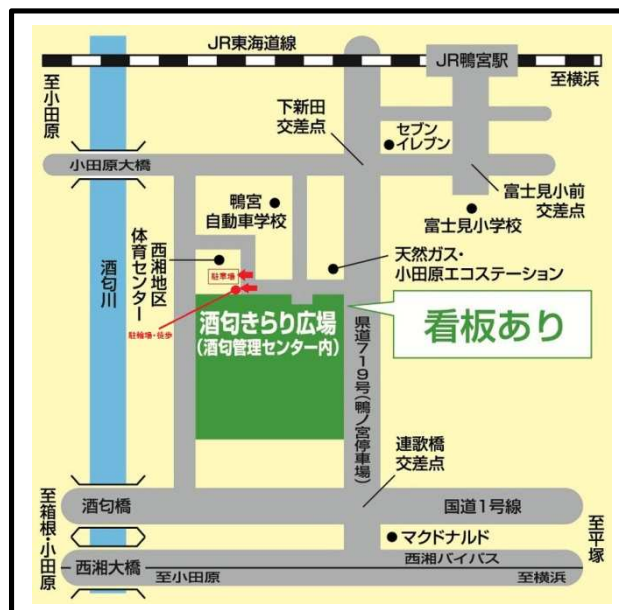 JR東海道線
JR鴨宮駅
至小田原
至横浜
下新田
交差点
セブン
イレブン
小田原大橋
鴨宮
自動車学校
富士見小前
交差点
富士見小学校
西湘地区
体育センター
駐車場
天然ガス・
小田原エコステーション
酒匂川
駐輪場・徒歩
酒匂きらり広場
(酒匂管理センター内)
看板あり
県道719号(鴨ノ宮停車場)
連歌橋
交差点
至箱根・小田原
酒匂橋
国道1号線
至平塚
マクドナルド
西湘大橋
西湘バイパス
至小田原
至横浜